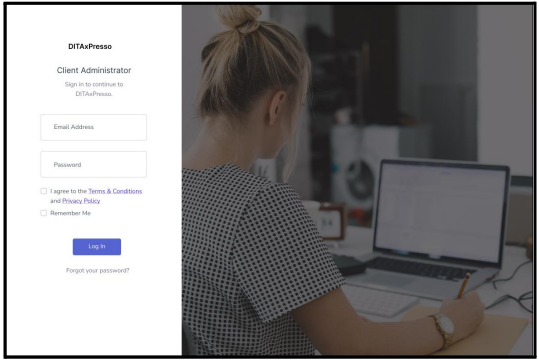 DITAxPresso
Client Administrator
Sign in to continue to
DITAxPresso.
Email Address
Password
I agree to the Terms & Conditions
and Privacy Policy
Remember Me
Log In
Forgot your password?